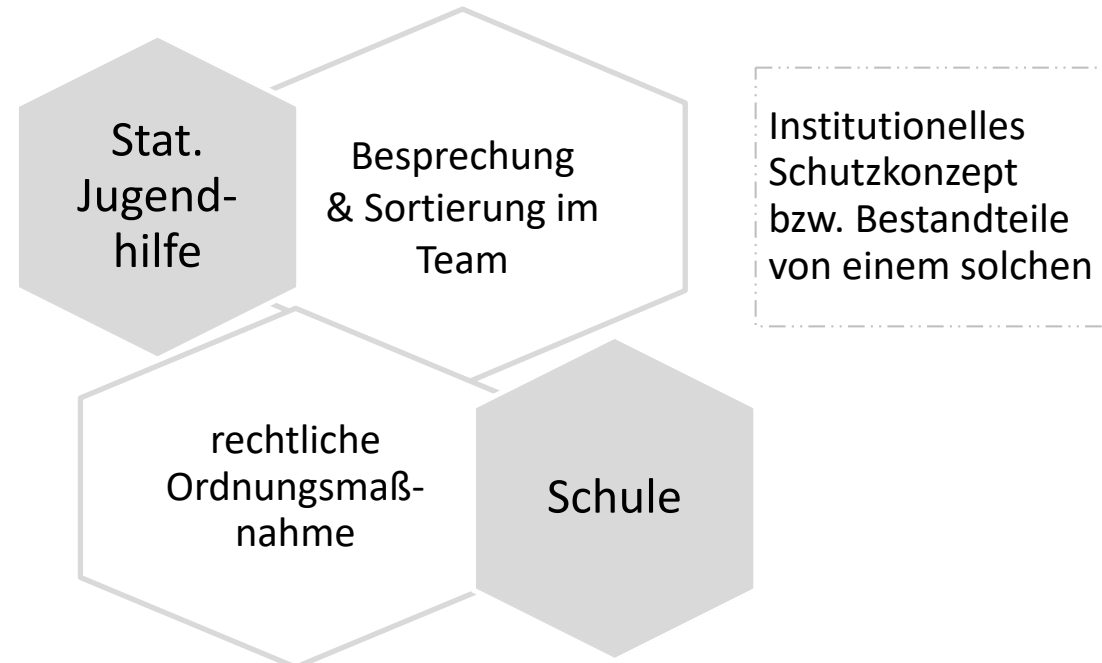 Stat.
Jugend-
hilfe
Besprechung
& Sortierung im
Team
Institutionelles
Schutzkonzept
bzw. Bestandteile
von einem solchen
rechtliche
Ordnungsmaß-
nahme
Schule